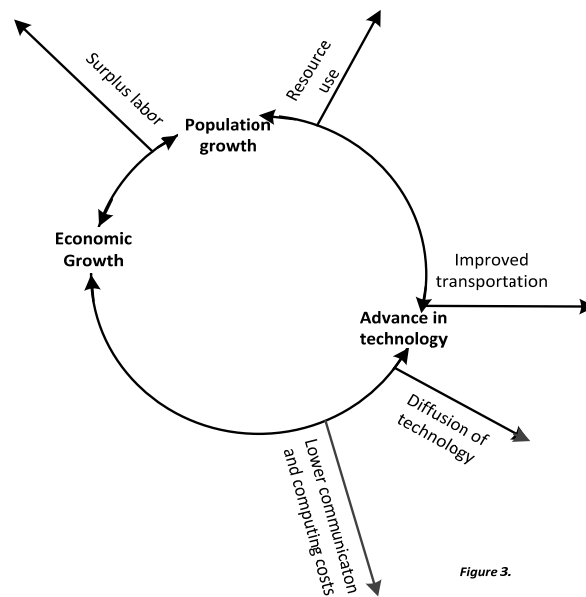 Surplus labor
Resource
use
Population
growth
Economic
Growth
Improved
transportation
Advance in
technology
Diffusion of
technology
Lower communicaton
and computing costs
Figure 3.